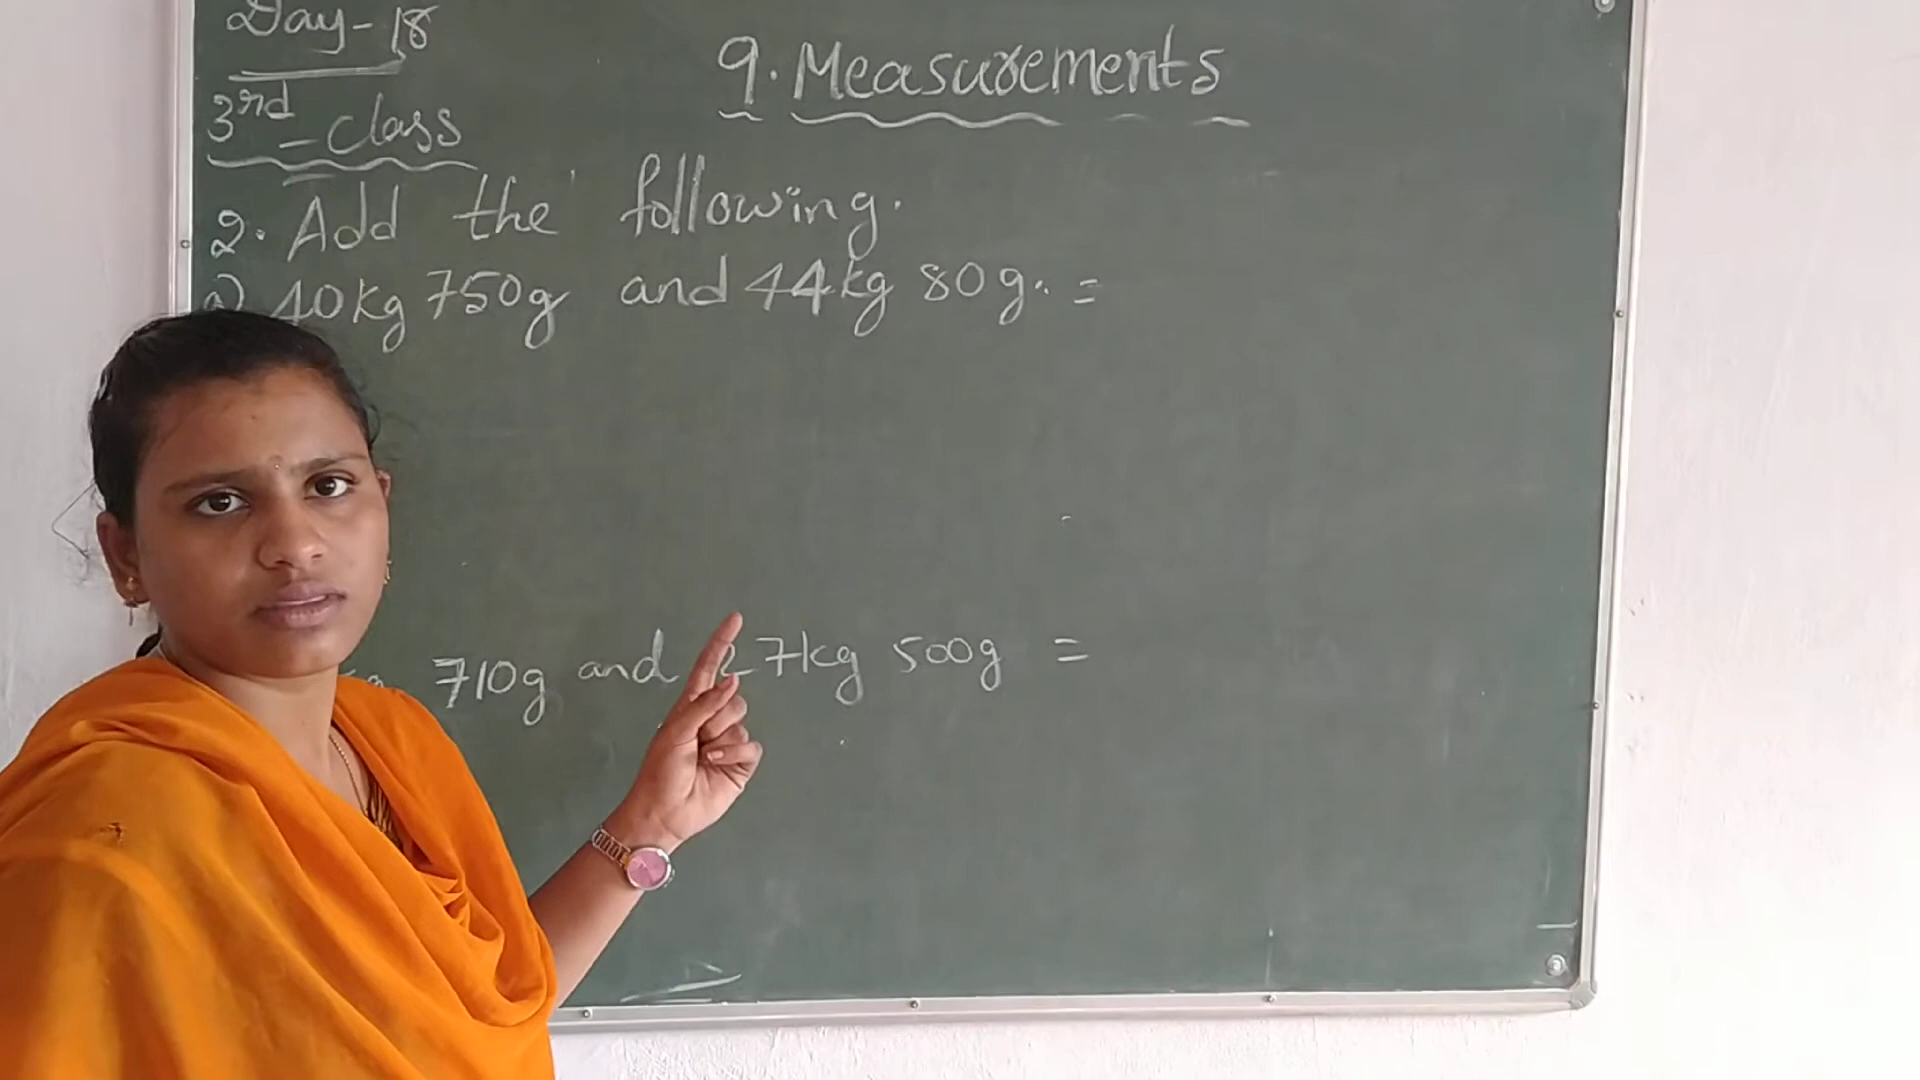 Day-18
9. Measurements
3rd - class
2. Add the following.
a) 40kg 750g and 44kg 80g. =
710g and 27kg 500g =